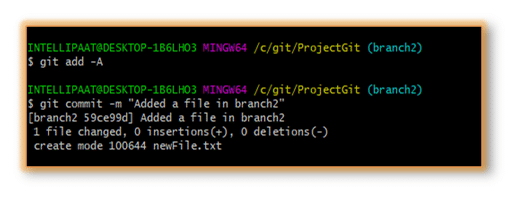 INTELLIPAAT@DESKTOP-1B6LHO3 MINGW64 /c/git/ProjectGit (branch2)
$ git add -A
INTELLIPAAT@DESKTOP-1B6LHO3 MINGW64 /c/git/ProjectGit (branch2)
$ git commit -m "Added a file in branch2"
[branch2 59ce99d] Added a file in branch2
 1 file changed, 0 insertions(+), 0 deletions(-)
 create mode 100644 newFile.txt